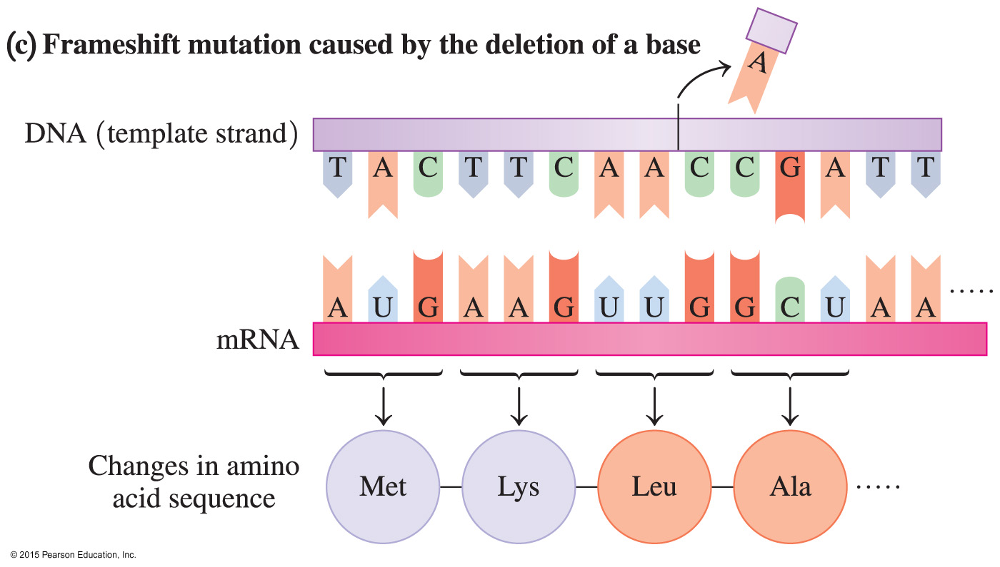 (c) Frameshift mutation caused by the deletion of a base
A
DNA (template strand)
T A C T T C A A C C G A T T
A U G A A G U U G G C U A A .....
mRNA
Changes in amino
acid sequence
Met Lys Leu Ala .....
© 2015 Pearson Education, Inc.